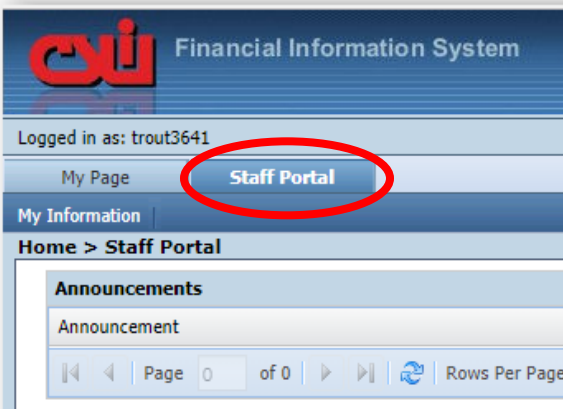 Financial Information System
Logged in as: trout3641
My Page
Staff Portal
My Information
Home > Staff Portal
Announcements
Announcement
Page 0 of 0 Rows Per Page